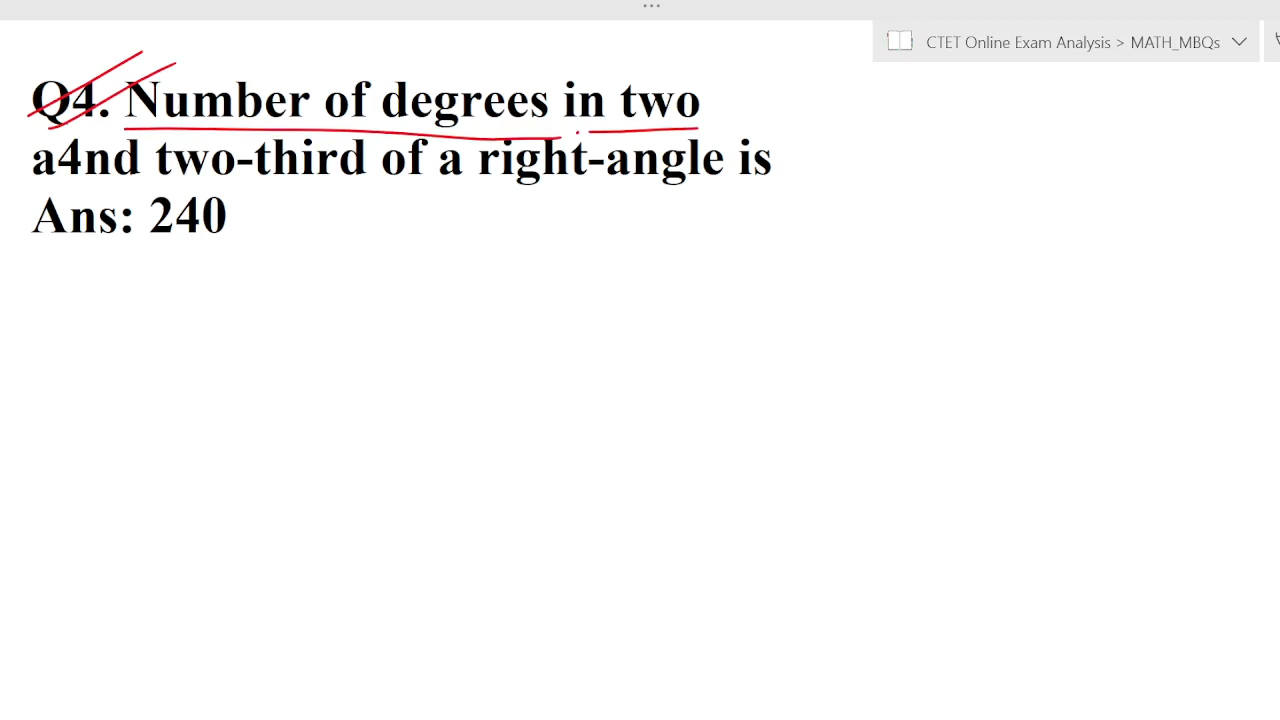 CTET Online Exam Analysis > MATH_MBQs
Q4. Number of degrees in two
a4nd two-third of a right-angle is
Ans: 240